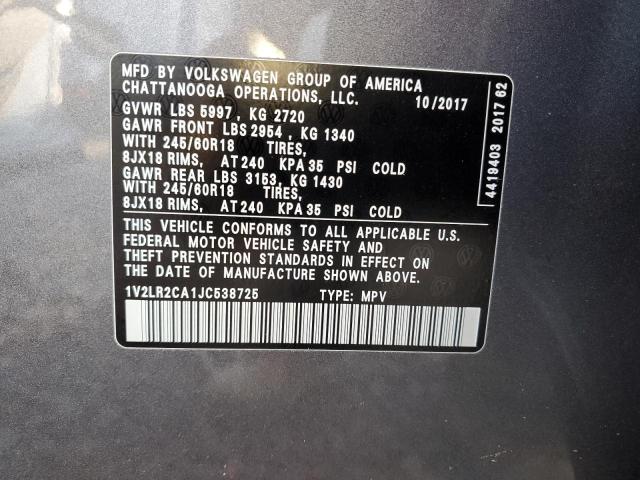 MFD BY VOLKSWAGEN GROUP OF AMERICA
CHATTANOOGA OPERATIONS, LLC. 10/2017
GVWR LBS 5997, KG 2720
GAWR FRONT LBS 2954, KG 1340
WITH 245/60R18 TIRES,
8JX18 RIMS, AT 240 KPA 35 PSI COLD
GAWR REAR LBS 3153, KG 1430
WITH 245/60R18 TIRES,
8JX18 RIMS, AT 240 KPA 35 PSI COLD
THIS VEHICLE CONFORMS TO ALL APPLICABLE U.S.
FEDERAL MOTOR VEHICLE SAFETY AND
THEFT PREVENTION STANDARDS IN EFFECT ON
THE DATE OF MANUFACTURE SHOWN ABOVE.
1V2LR2CA1JC538725 TYPE: MPV
4419403 2017 62